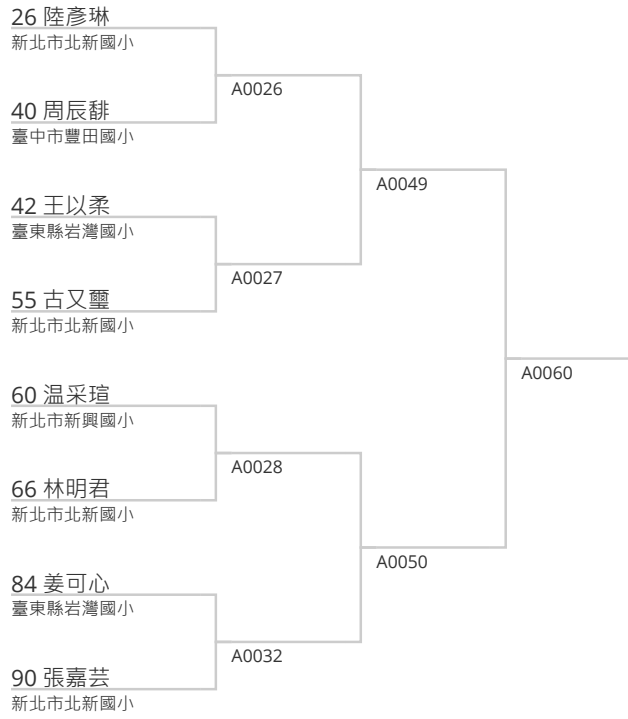 26 陸彥琳
新北市北新國小
A0026
40 周辰馡
臺中市豐田國小
A0049
42 王以柔
臺東縣岩灣國小
A0027
55 古又璽
新北市北新國小
A0060
60 温采瑄
新北市新興國小
A0028
66 林明君
新北市北新國小
A0050
84 姜可心
臺東縣岩灣國小
A0032
90 張嘉芸
新北市北新國小